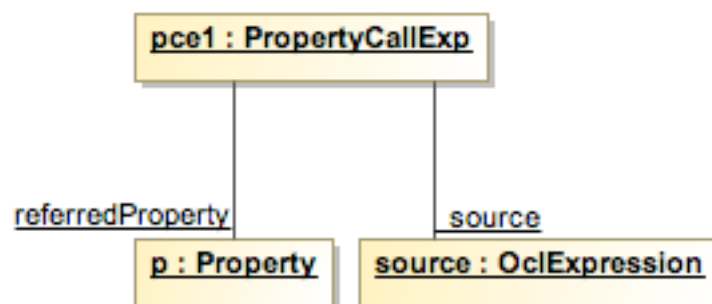 pce1 : PropertyCallExp
referredProperty
source
p : Property
source : OclExpression